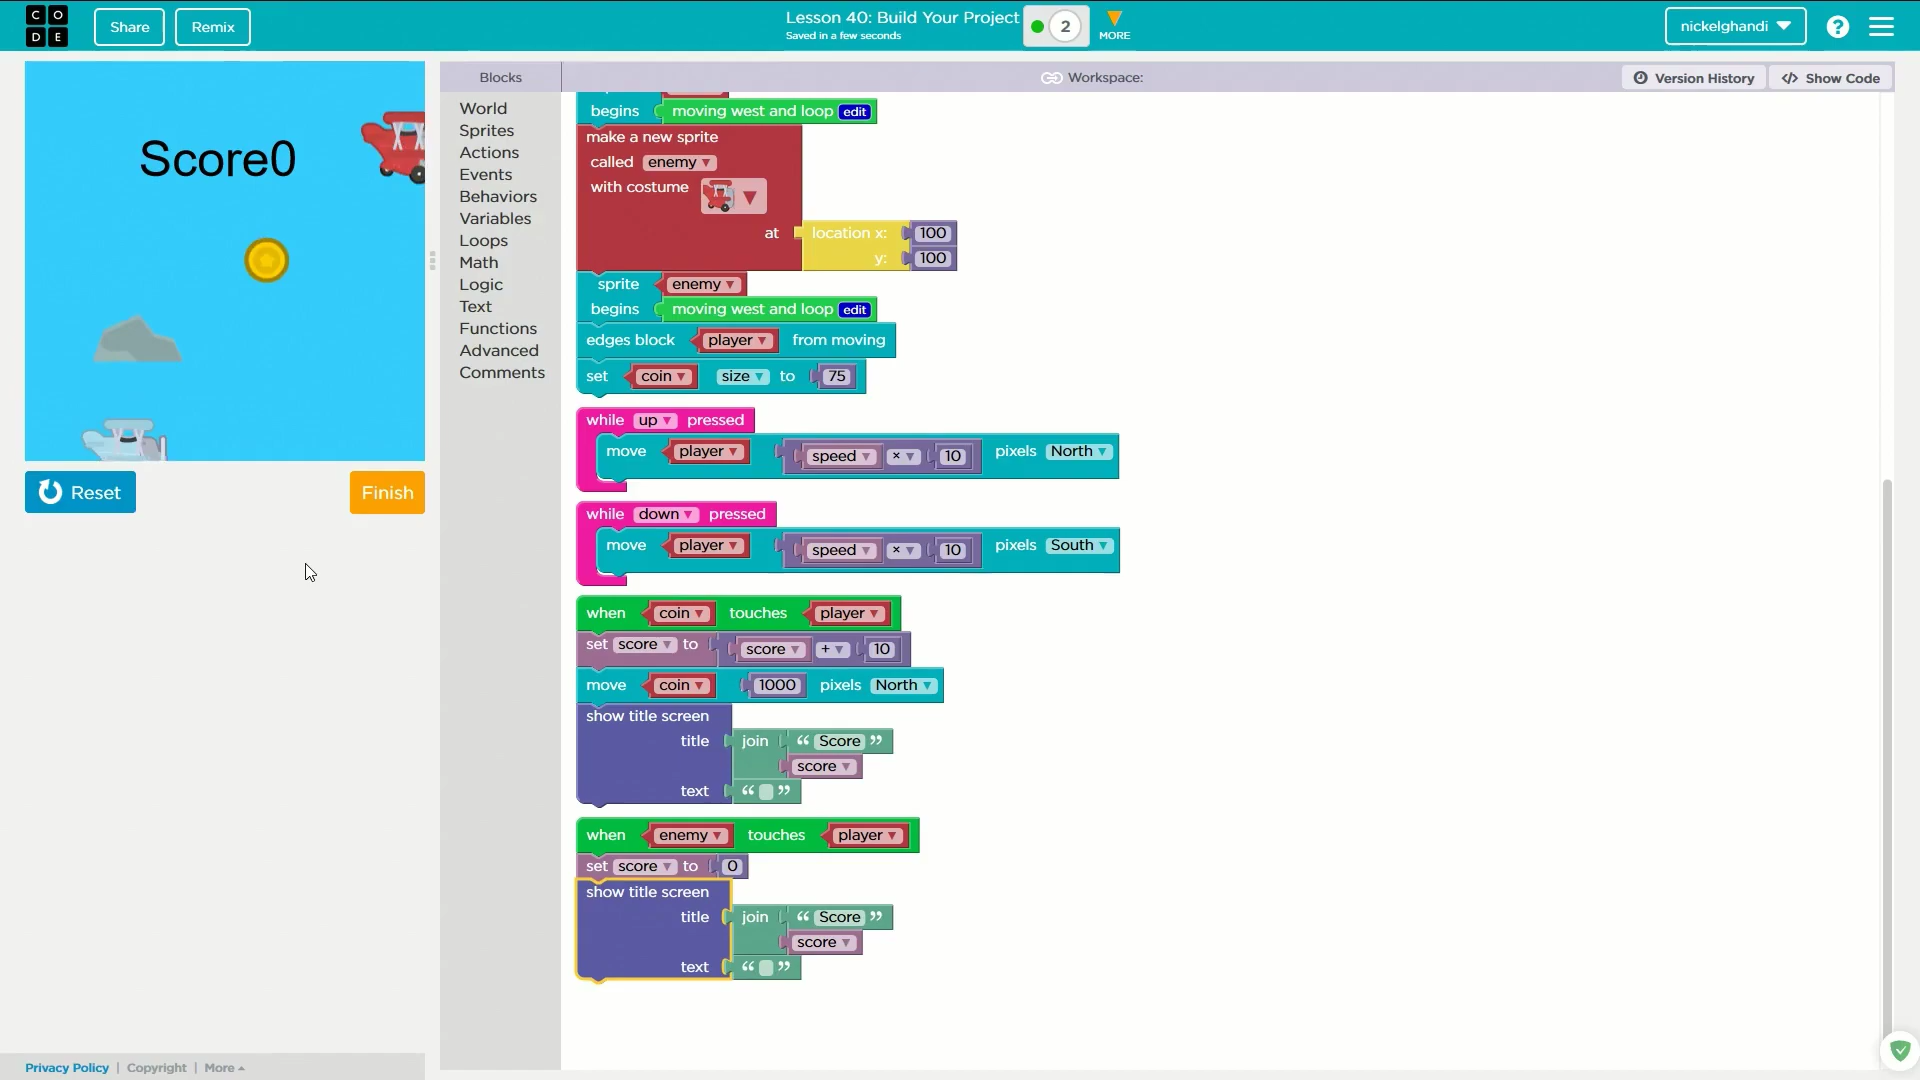 CODE
Share
Remix
Lesson 40: Build Your Project
Saved in a few seconds
2
MORE
nickelghandi
?
Score0
Reset
Finish
Blocks
Workspace:
Version History
Show Code
World
Sprites
Actions
Events
Behaviors
Variables
Loops
Math
Logic
Text
Functions
Advanced
Comments
begins moving west and loop edit
make a new sprite
called enemy
with costume
at location x: 100
y: 100
sprite enemy
begins moving west and loop edit
edges block player from moving
set coin size to 75
while up pressed
move player speed × 10 pixels North
while down pressed
move player speed × 10 pixels South
when coin touches player
set score to score + 10
move coin 1000 pixels North
show title screen
title join “ Score ”
score
text “ ”
when enemy touches player
set score to 0
show title screen
title join “ Score ”
score
text “ ”
Privacy Policy | Copyright | More